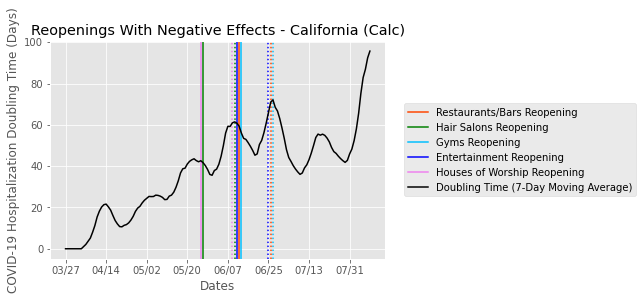 Reopenings With Negative Effects - California (Calc)
COVID-19 Hospitalization Doubling Time (Days)
100
80
60
40
20
0
03/27 04/14 05/02 05/20 06/07 06/25 07/13 07/31
Dates
Restaurants/Bars Reopening
Hair Salons Reopening
Gyms Reopening
Entertainment Reopening
Houses of Worship Reopening
Doubling Time (7-Day Moving Average)